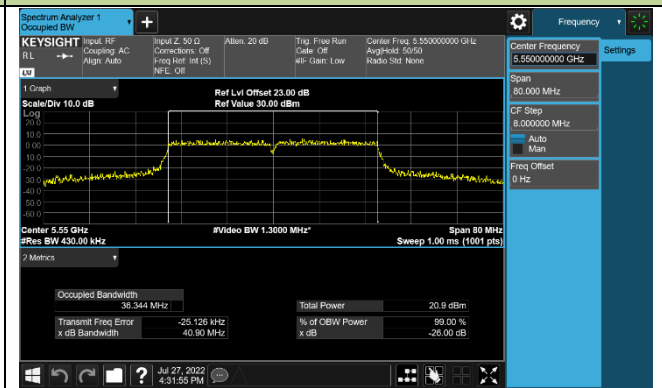 Spectrum Analyzer 1
Occupied BW
+
Frequency
KEYSIGHT
RL
LXI
Input: RF
Coupling: AC
Align: Auto
Input Z: 50 Ω
Corrections: Off
Freq Ref: Int (S)
NFE: Off
Atten: 20 dB
Trig: Free Run
Gate: Off
#IF Gain: Low
Center Freq: 5.550000000 GHz
Avg|Hold: 50/50
Radio Std: None
Center Frequency
5.550000000 GHz
Settings
Span
80.000 MHz
CF Step
8.000000 MHz
Auto
Man
Freq Offset
0 Hz
1 Graph
Scale/Div 10.0 dB
Ref Lvl Offset 23.00 dB
Ref Value 30.00 dBm
Log
20.0
10.0
0.00
-10.0
-20.0
-30.0
-40.0
-50.0
-60.0
Center 5.55 GHz
#Video BW 1.3000 MHz*
Span 80 MHz
#Res BW 430.00 kHz
Sweep 1.00 ms (1001 pts)
2 Metrics
Occupied Bandwidth
36.344 MHz
Total Power 20.9 dBm
Transmit Freq Error -25.126 kHz
% of OBW Power 99.00 %
x dB Bandwidth 40.90 MHz
x dB -26.00 dB
?
Jul 27, 2022
4:31:55 PM